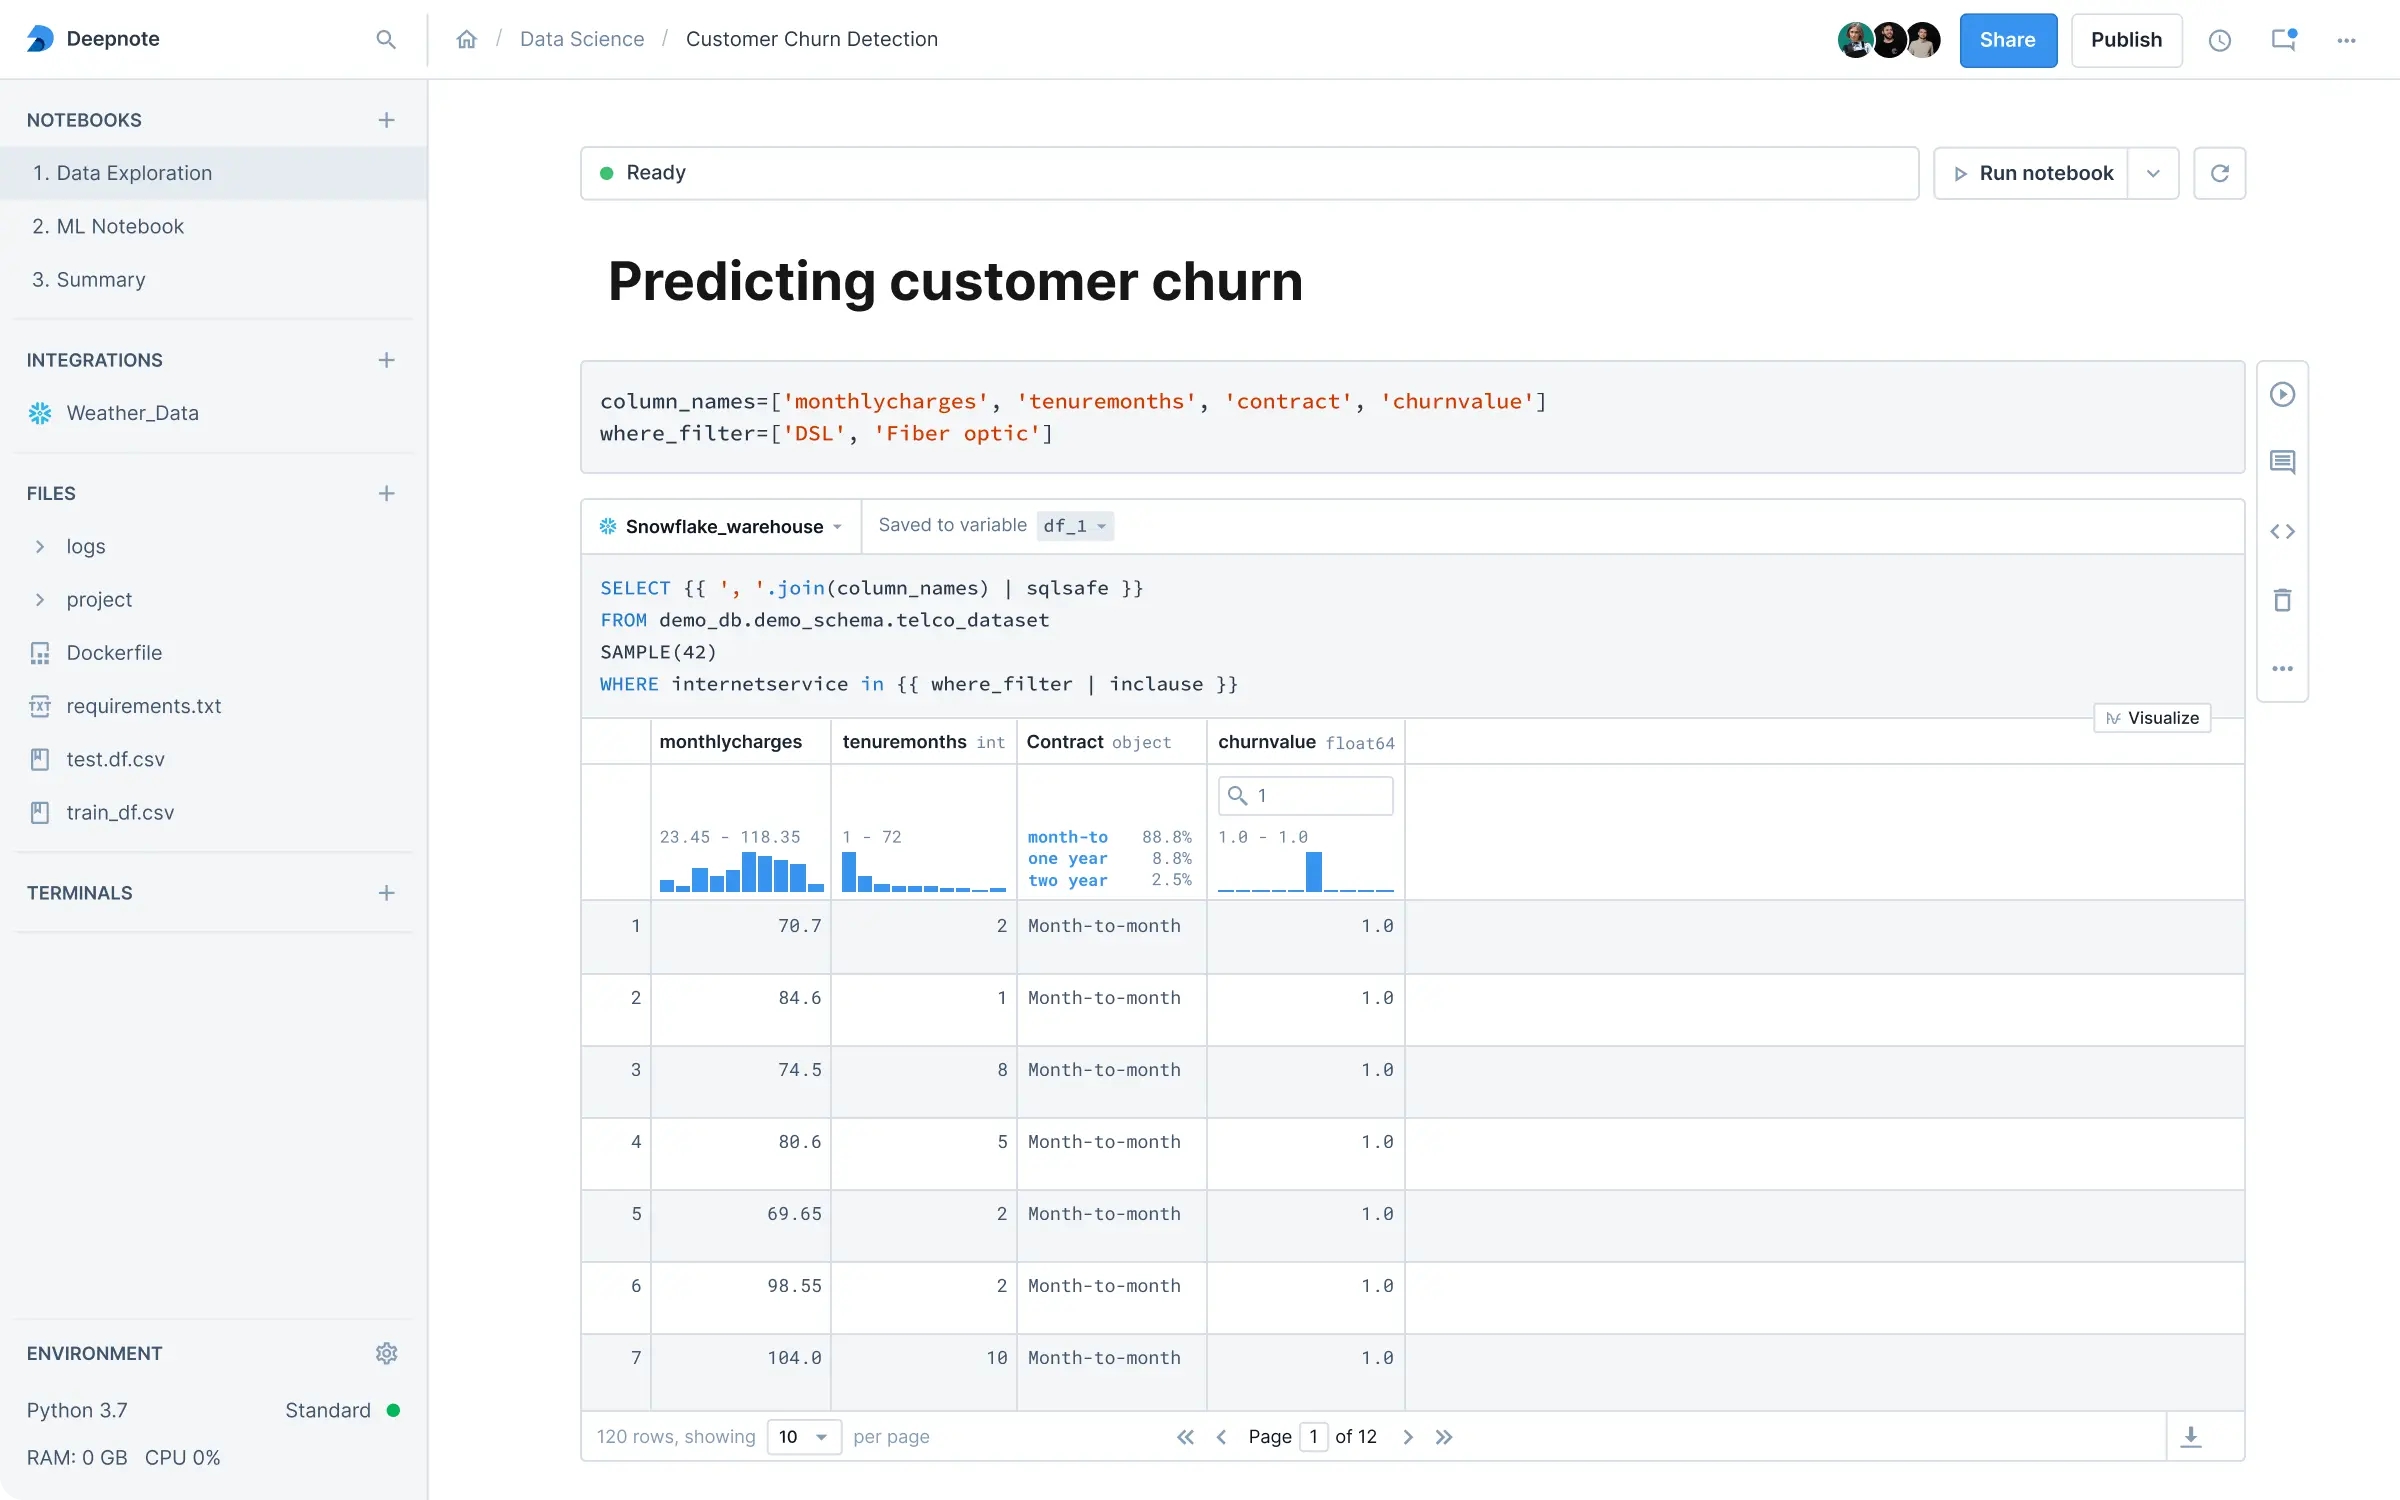 Deepnote
/ Data Science / Customer Churn Detection
Share
Publish
NOTEBOOKS
1. Data Exploration
2. ML Notebook
3. Summary
INTEGRATIONS
Weather_Data
FILES
logs
project
Dockerfile
TXT requirements.txt
test.df.csv
train_df.csv
TERMINALS
ENVIRONMENT
Python 3.7 Standard
RAM: 0 GB CPU 0%
Ready
Run notebook
Predicting customer churn
column_names=['monthlycharges', 'tenuremonths', 'contract', 'churnvalue']
where_filter=['DSL', 'Fiber optic']
Snowflake_warehouse
Saved to variable df_1
SELECT {{ ', '.join(column_names) | sqlsafe }}
FROM demo_db.demo_schema.telco_dataset
SAMPLE(42)
WHERE internetservice in {{ where_filter | inclause }}
Visualize
monthlycharges tenuremonths int Contract object churnvalue float64
1
23.45 - 118.35 1 - 72 month-to 88.8% 1.0 - 1.0
one year 8.8%
two year 2.5%
1 70.7 2 Month-to-month 1.0
2 84.6 1 Month-to-month 1.0
3 74.5 8 Month-to-month 1.0
4 80.6 5 Month-to-month 1.0
5 69.65 2 Month-to-month 1.0
6 98.55 2 Month-to-month 1.0
7 104.0 10 Month-to-month 1.0
120 rows, showing 10 per page
Page 1 of 12